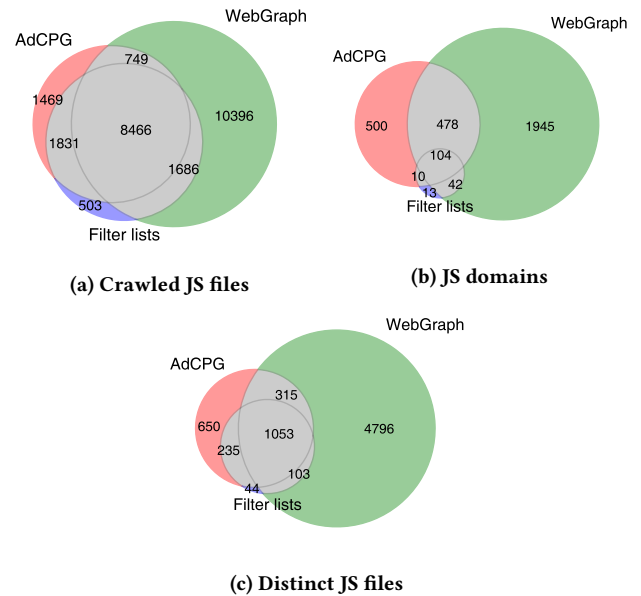 WebGraph
AdCPG
749
1469
10396
8466
1831
1686
503
Filter lists
(a) Crawled JS files
WebGraph
AdCPG
500
478
1945
104
10
42
13
Filter lists
(b) JS domains
WebGraph
AdCPG
315
650
1053
4796
235
103
44
Filter lists
(c) Distinct JS files